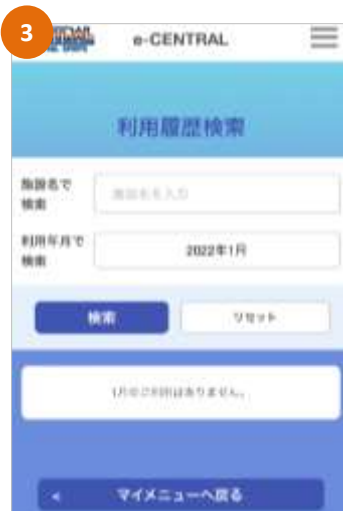 3
e-CENTRAL
利用履歴検索
施設名で
検索
施設名を入力
利用年月で
検索
2022年1月
検索
リセット
1月のご利用はありません。
< マイメニューへ戻る